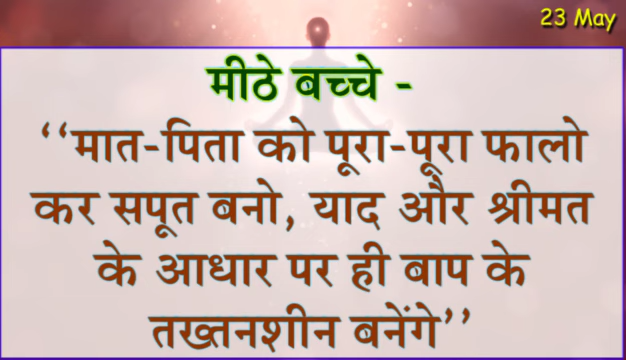 23 May
मीठे बच्चे -
‘‘मात-पिता को पूरा-पूरा फालो
कर सपूत बनो, याद और श्रीमत
के आधार पर ही बाप के
तख्तनशीन बनेंगे’’